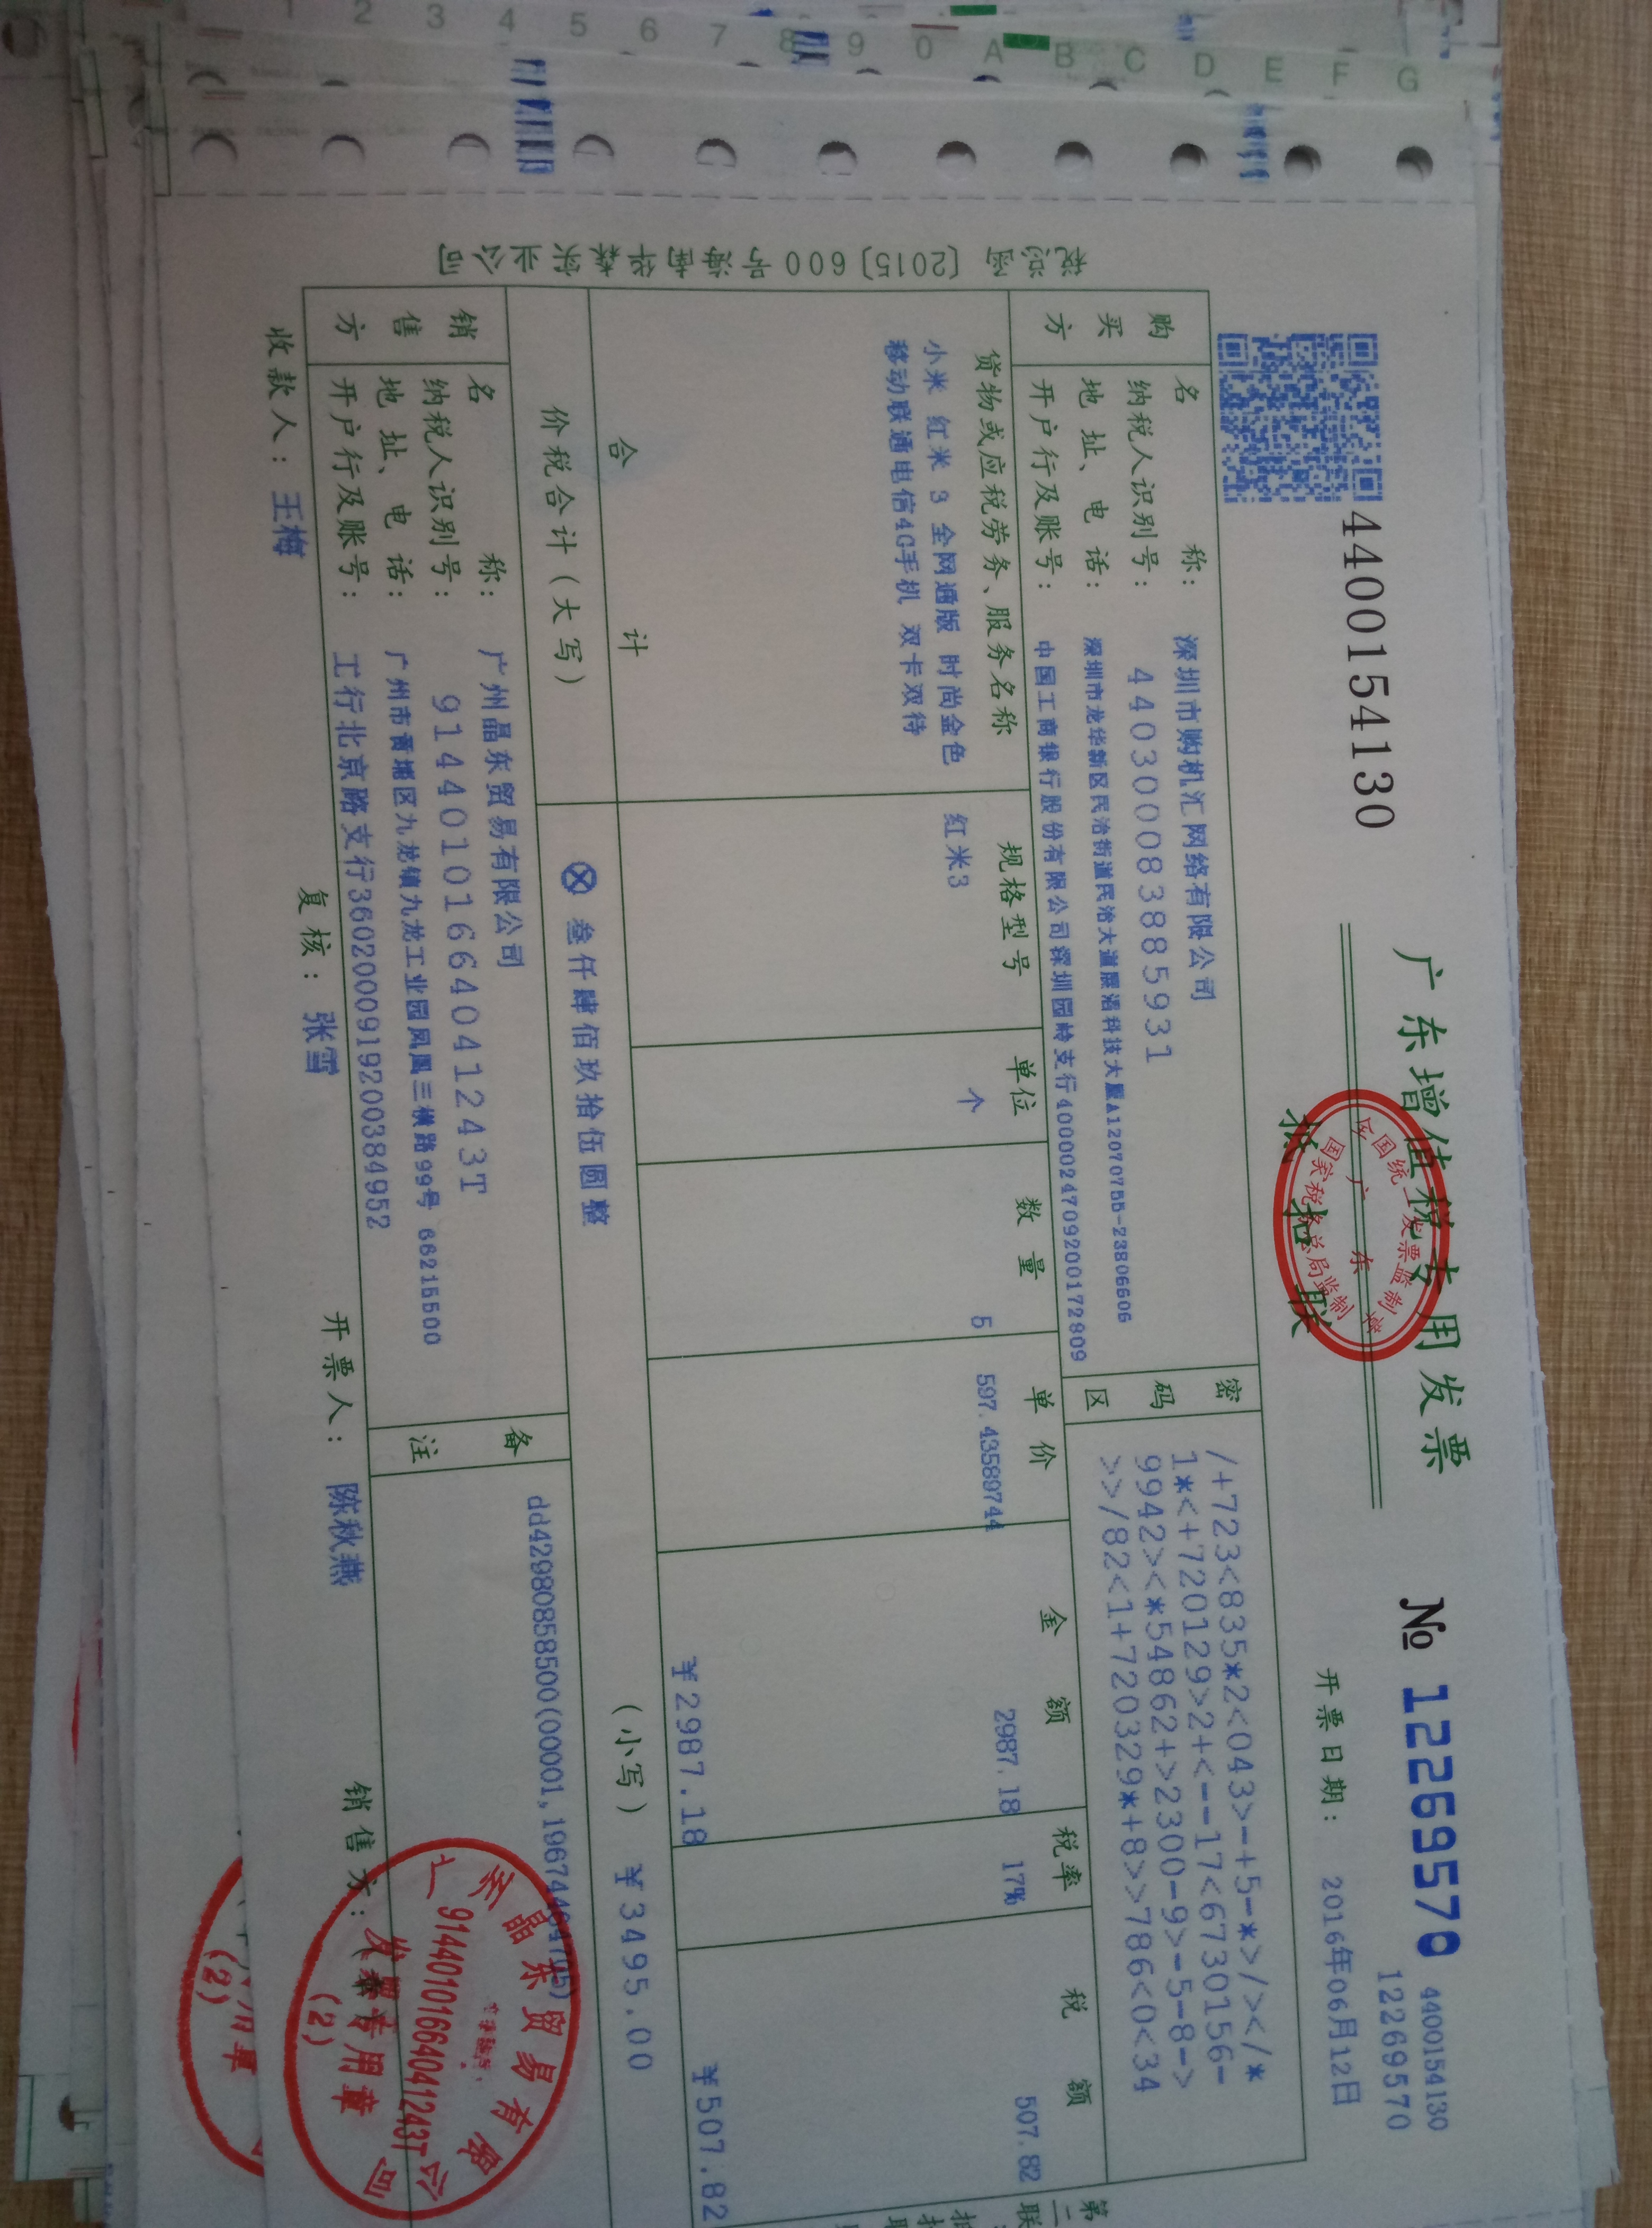 4400154130
广东增值税专用发票
抵扣联
№ 12269570
4400154130
12269570
开票日期: 2016年06月12日
税总函〔2015〕600号海南华森实业公司
购买方
名称: 深圳市购机汇网络有限公司
纳税人识别号: 440300083885931
地址、电话: 深圳市龙华新区民治街道民治大道展滔科技大厦A12070755-23806606
开户行及账号: 中国工商银行股份有限公司深圳园岭支行4000024709200172809
密码区
/+723<835*2<043>-+5-*>/></*
1*<+720129>2+<--17<6730156-
9942><*54862+>2300-9>-5-8->
>>/82<1+720329*+8>>786<0<34
货物或应税劳务、服务名称 规格型号 单位 数量 单价 金额 税率 税额
小米 红米 3 全网通版 时尚金色 红米3 个 5 597.43589744 2987.18 17% 507.82
移动联通电信4G手机 双卡双待
合计 ¥2987.18 ¥507.82
价税合计(大写) ⊗ 叁仟肆佰玖拾伍圆整 (小写) ¥3495.00
销售方
名称: 广州晶东贸易有限公司
纳税人识别号: 91440101664041243T
地址、电话: 广州市黄埔区九龙镇九龙工业园凤凰三横路99号 66215500
开户行及账号: 工行北京路支行3602000919200384952
备注
dd42980858500(00001,19674464705)
收款人: 王梅 复核: 张雪 开票人: 陈秋燕 销售方: (章)
全国统一发票监制章
广东
国家税务总局监制
广州晶东贸易有限公司
91440101664041243T
发票专用章
(2)
用章
(2)
第二联
1 2 3 4 5 6 7 8 9 0 A B C D E F G